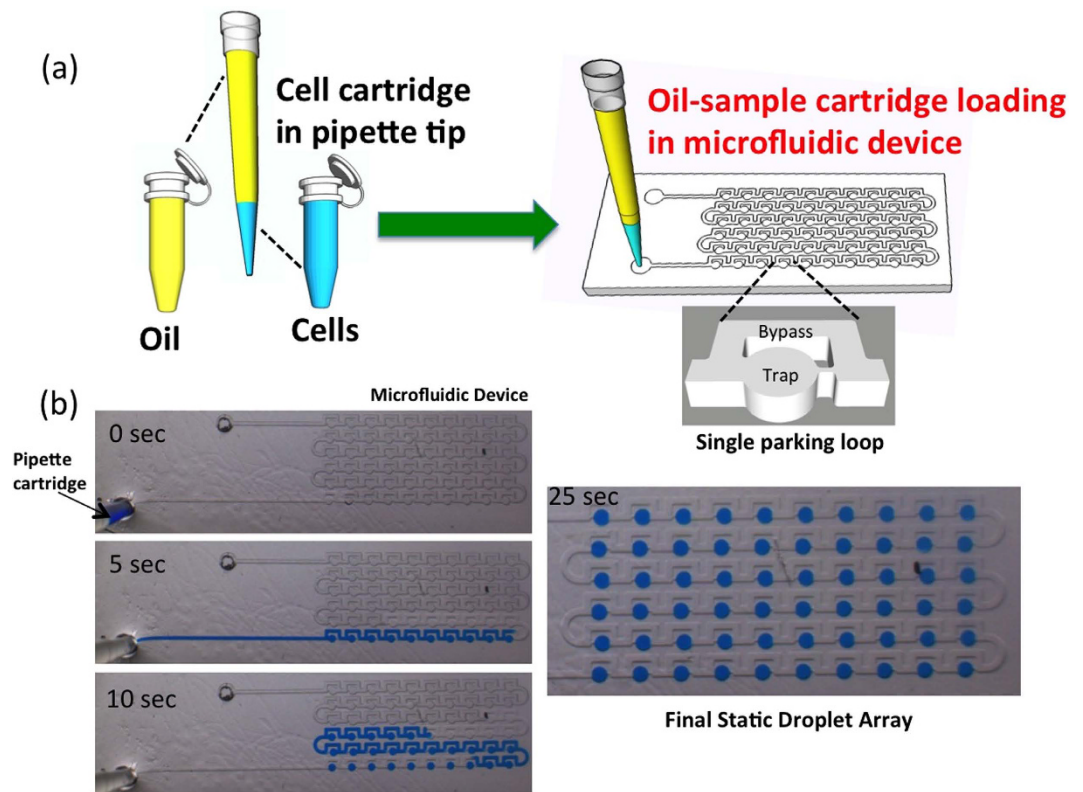 (a)
Cell cartridge
in pipette tip
Oil
Cells
Oil-sample cartridge loading
in microfluidic device
Bypass
Trap
Single parking loop
(b)
Microfluidic Device
0 sec
Pipette
cartridge
5 sec
10 sec
25 sec
Final Static Droplet Array